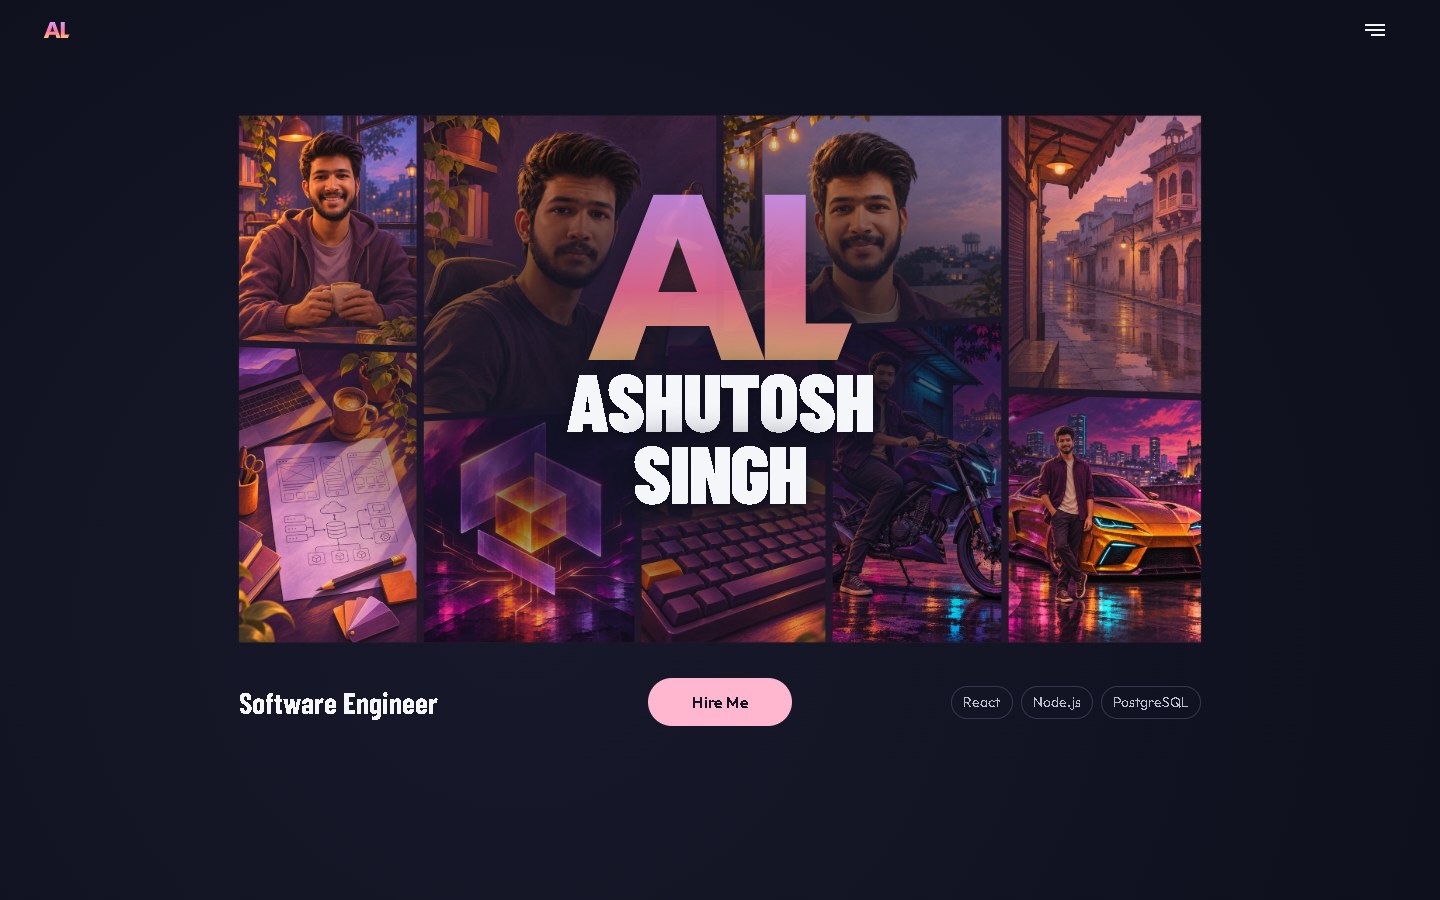 AL
AL
ASHUTOSH
SINGH
Software Engineer
Hire Me
React
Node.js
PostgreSQL